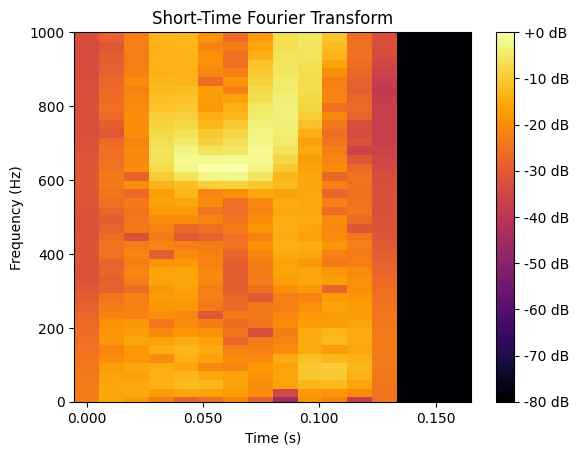 Short-Time Fourier Transform
1000
800
600
400
200
0
Frequency (Hz)
0.000
0.050
0.100
0.150
Time (s)
+0 dB
-10 dB
-20 dB
-30 dB
-40 dB
-50 dB
-60 dB
-70 dB
-80 dB